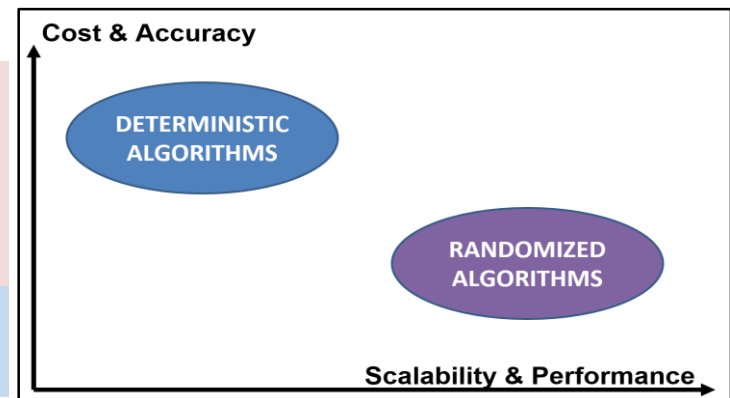 Cost & Accuracy
DETERMINISTIC
ALGORITHMS
RANDOMIZED
ALGORITHMS
Scalability & Performance